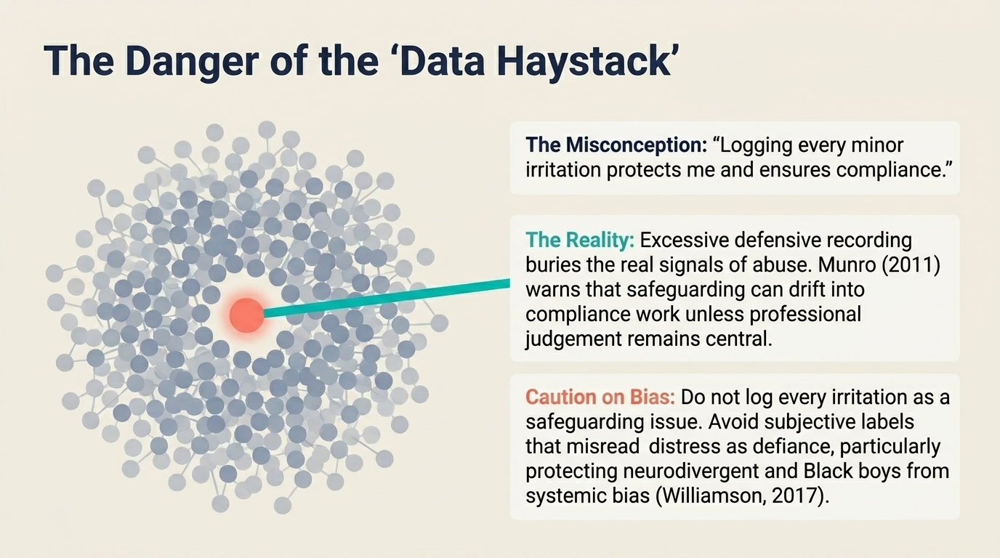 The Danger of the ‘Data Haystack’
The Misconception: “Logging every minor
irritation protects me and ensures compliance.”
The Reality: Excessive defensive recording
buries the real signals of abuse. Munro (2011)
warns that safeguarding can drift into
compliance work unless professional
judgement remains central.
Caution on Bias: Do not log every irritation as a
safeguarding issue. Avoid subjective labels
that misread distress as defiance, particularly
protecting neurodivergent and Black boys from
systemic bias (Williamson, 2017).